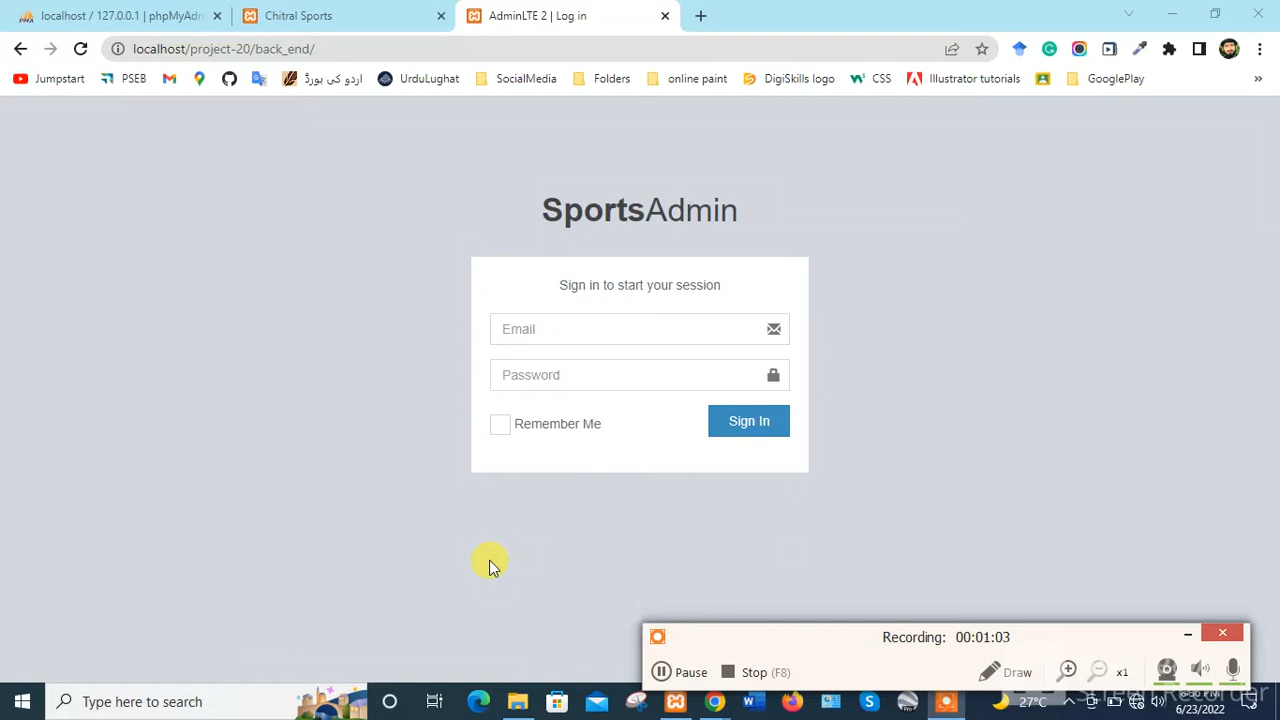 localhost / 127.0.0.1 | phpMyAdm
Chitral Sports
AdminLTE 2 | Log in
localhost/project-20/back_end/
Jumpstart
PSEB
اردو کی بورڈ
UrduLughat
SocialMedia
Folders
online paint
DigiSkills logo
CSS
Illustrator tutorials
GooglePlay
»
SportsAdmin
Sign in to start your session
Email
Password
Remember Me
Sign In
Recording: 00:01:03
Pause
Stop (F8)
Draw
x1
Type here to search
27°C
6/23/2022
Screen Recorder